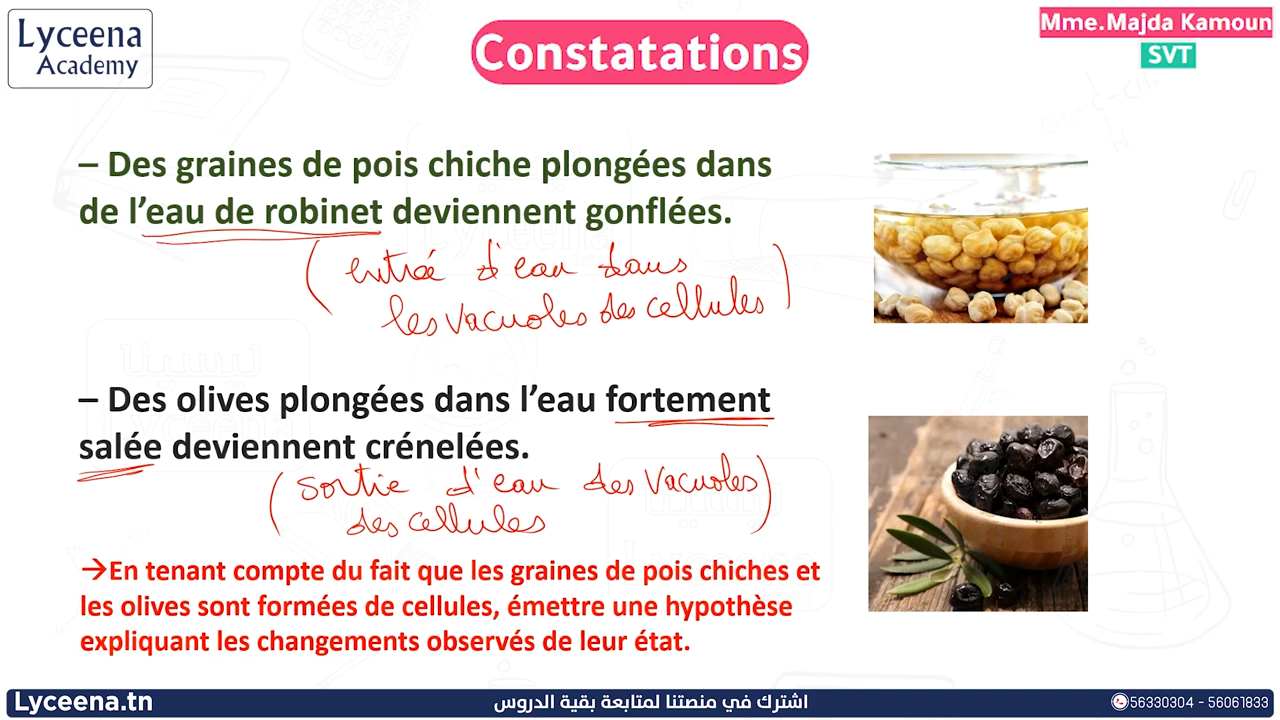 Lyceena
Academy
Constatations
Mme.Majda Kamoun
SVT
– Des graines de pois chiche plongées dans
de l’eau de robinet deviennent gonflées.
(entrée d'eau dans
les vacuoles des cellules)
– Des olives plongées dans l’eau fortement
salée deviennent crénelées.
(sortie d'eau des vacuoles
des cellules)
→En tenant compte du fait que les graines de pois chiches et
les olives sont formées de cellules, émettre une hypothèse
expliquant les changements observés de leur état.
Lyceena.tn
اشترك في منصتنا لمتابعة بقية الدروس
56330304 - 56061833